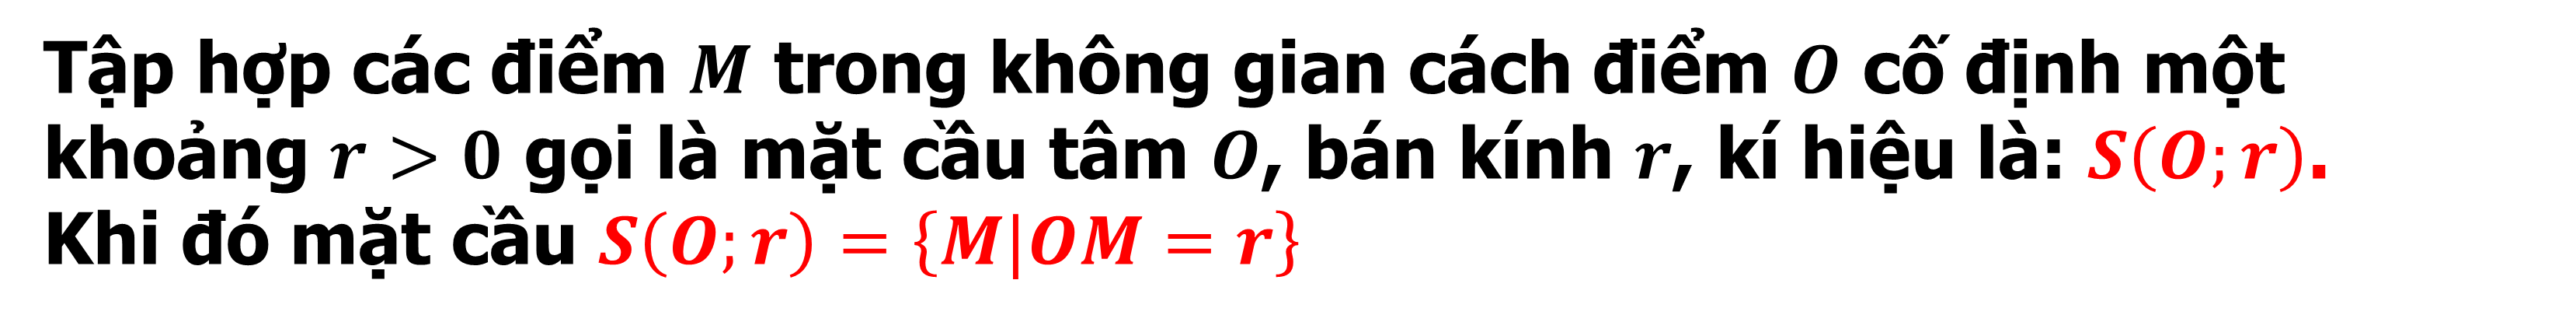 Tập hợp các điểm M trong không gian cách điểm O cố định một
khoảng r > 0 gọi là mặt cầu tâm O, bán kính r, kí hiệu là: S(O; r).
Khi đó mặt cầu S(O; r) = {M|OM = r}